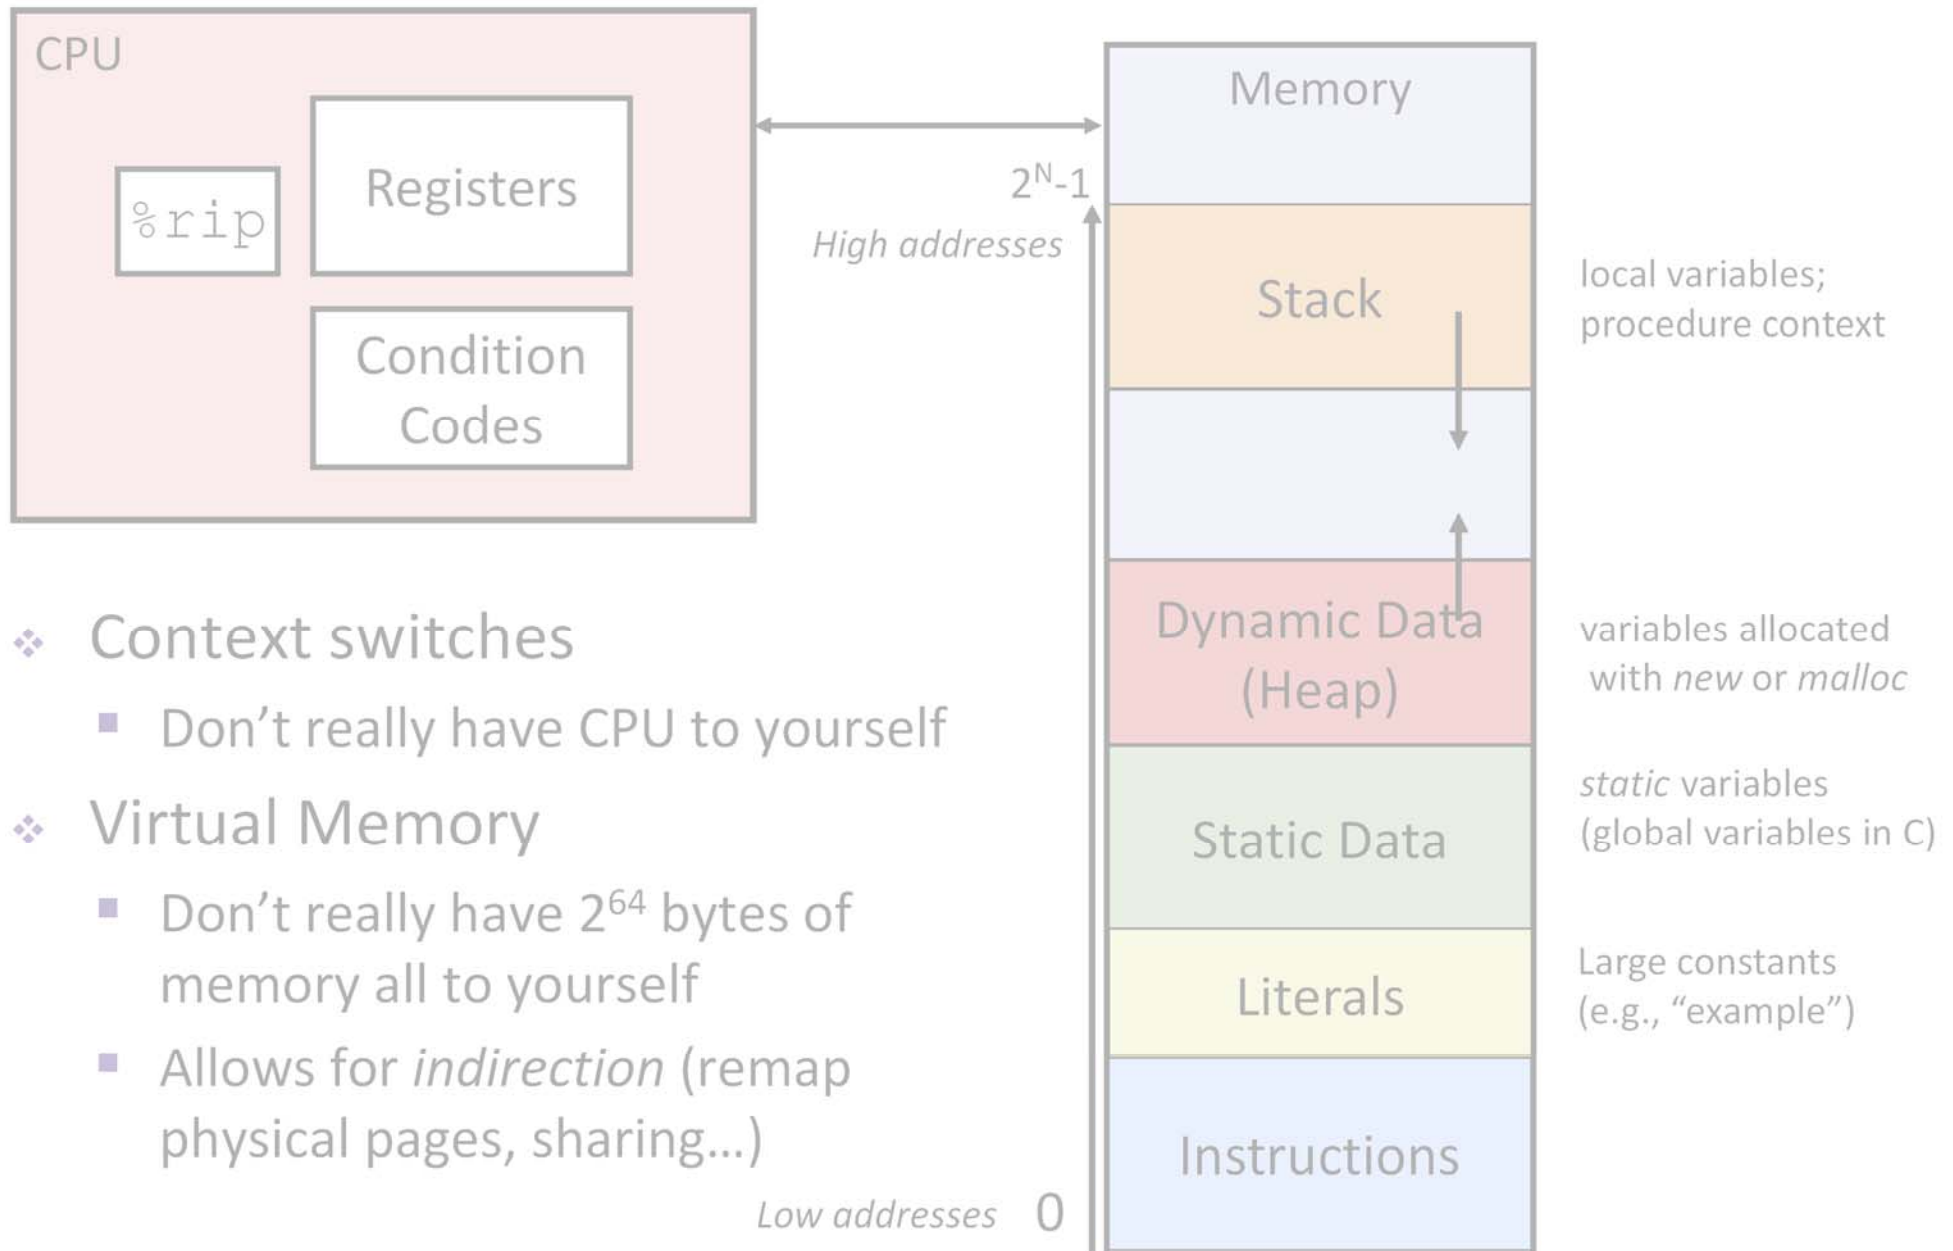 CPU
%rip
Registers
Condition
Codes
Memory
2ᴺ-1
High addresses
Stack
local variables;
procedure context
Dynamic Data
(Heap)
variables allocated
with new or malloc
Static Data
static variables
(global variables in C)
Literals
Large constants
(e.g., “example”)
Instructions
Low addresses 0
❖ Context switches
▪ Don’t really have CPU to yourself
❖ Virtual Memory
▪ Don’t really have 2⁶⁴ bytes of
memory all to yourself
▪ Allows for indirection (remap
physical pages, sharing…)